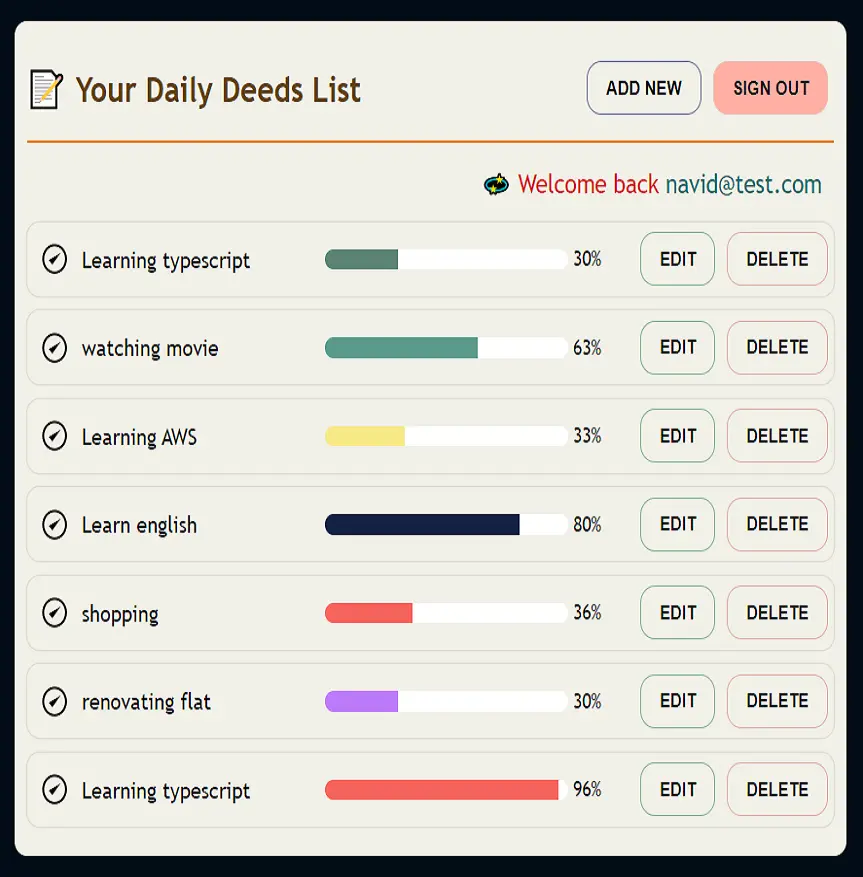 Your Daily Deeds List ADD NEW SIGN OUT
Welcome back navid@test.com
Learning typescript 30% EDIT DELETE
watching movie 63% EDIT DELETE
Learning AWS 33% EDIT DELETE
Learn english 80% EDIT DELETE
shopping 36% EDIT DELETE
renovating flat 30% EDIT DELETE
Learning typescript 96% EDIT DELETE